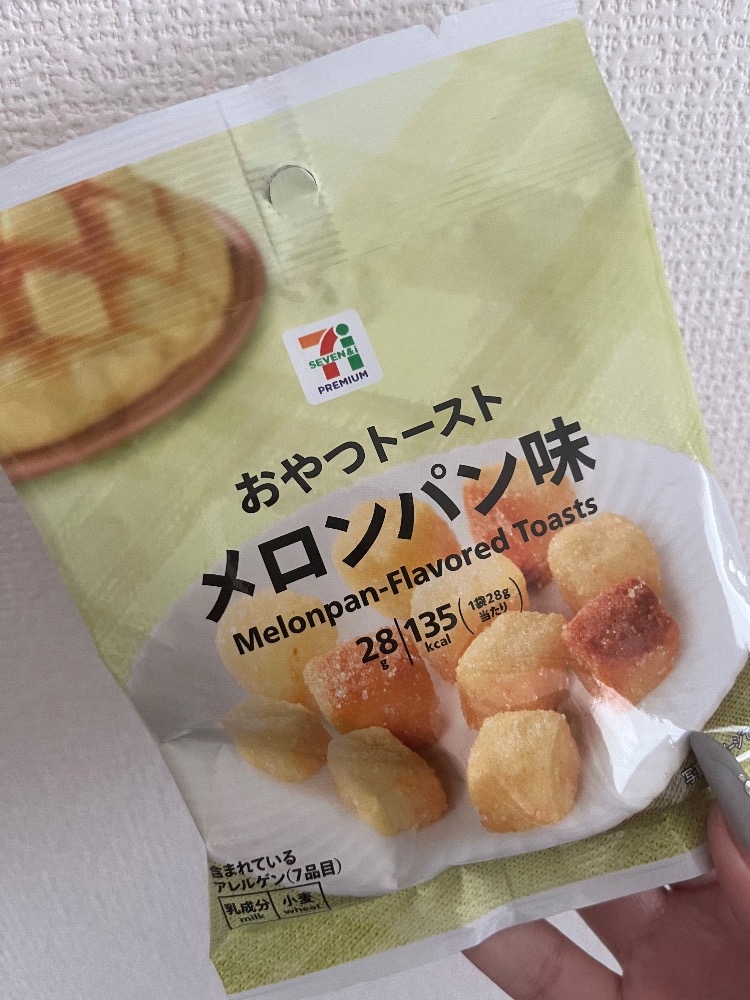 SEVEN&i
PREMIUM
おやつトースト
メロンパン味
Melonpan-Flavored Toasts
28g 135kcal (1袋28g当たり)
含まれている
アレルゲン(7品目)
乳成分 小麦
milk wheat